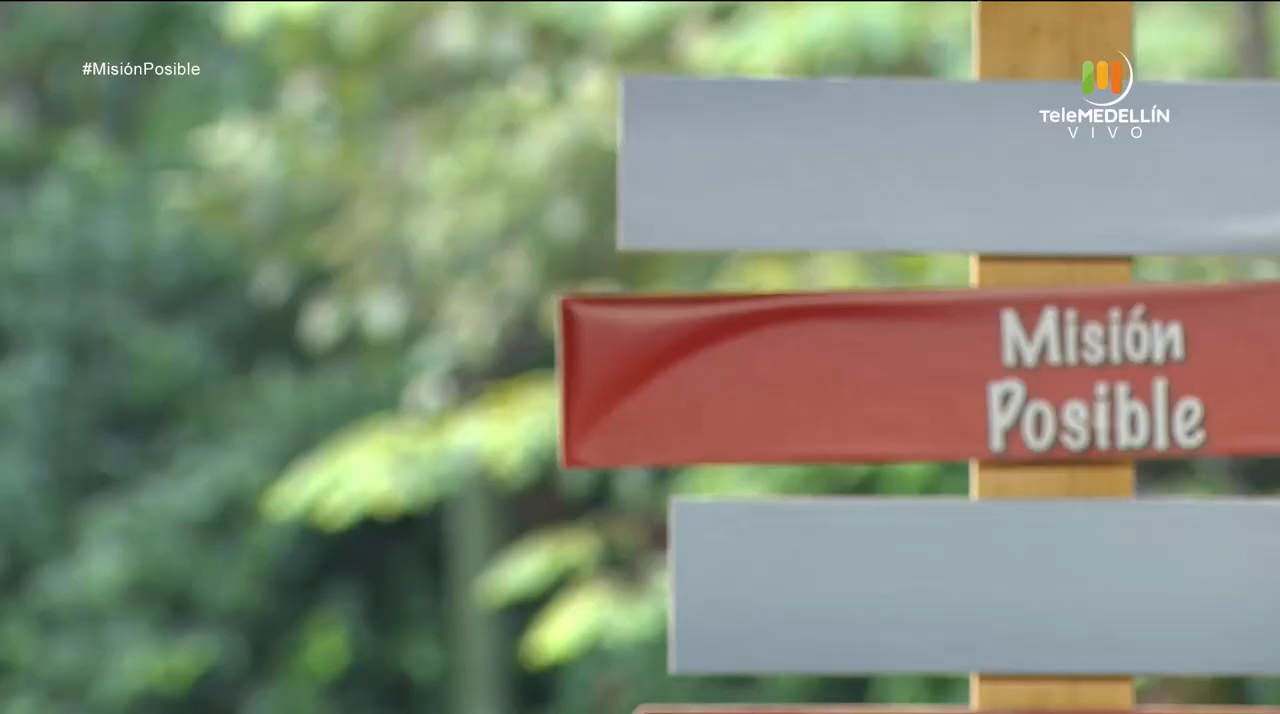 #MisiónPosible
TeleMEDELLÍN
VIVO
Misión
Posible